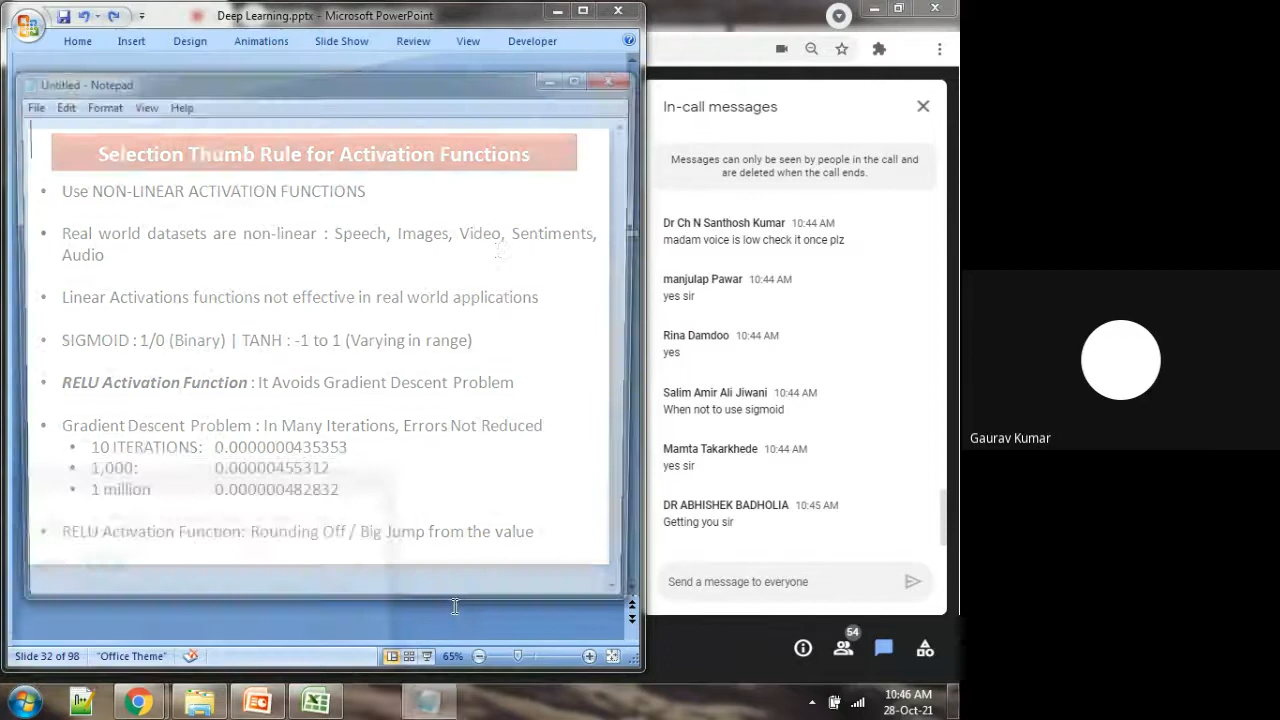 Deep Learning.pptx - Microsoft PowerPoint
Home Insert Design Animations Slide Show Review View Developer
Untitled - Notepad
File Edit Format View Help
Selection Thumb Rule for Activation Functions
• Use NON-LINEAR ACTIVATION FUNCTIONS
• Real world datasets are non-linear : Speech, Images, Video, Sentiments,
Audio
• Linear Activations functions not effective in real world applications
• SIGMOID : 1/0 (Binary) | TANH : -1 to 1 (Varying in range)
• RELU Activation Function : It Avoids Gradient Descent Problem
• Gradient Descent Problem : In Many Iterations, Errors Not Reduced
• 10 ITERATIONS: 0.0000000435353
• 1,000: 0.00000455312
• 1 million 0.000000482832
• RELU Activation Function: Rounding Off / Big Jump from the value
Slide 32 of 98 "Office Theme" 65%
In-call messages
Messages can only be seen by people in the call and
are deleted when the call ends.
Dr Ch N Santhosh Kumar 10:44 AM
madam voice is low check it once plz
manjulap Pawar 10:44 AM
yes sir
Rina Damdoo 10:44 AM
yes
Salim Amir Ali Jiwani 10:44 AM
When not to use sigmoid
Mamta Takarkhede 10:44 AM
yes sir
DR ABHISHEK BADHOLIA 10:45 AM
Getting you sir
Send a message to everyone
54
Gaurav Kumar
10:46 AM
28-Oct-21